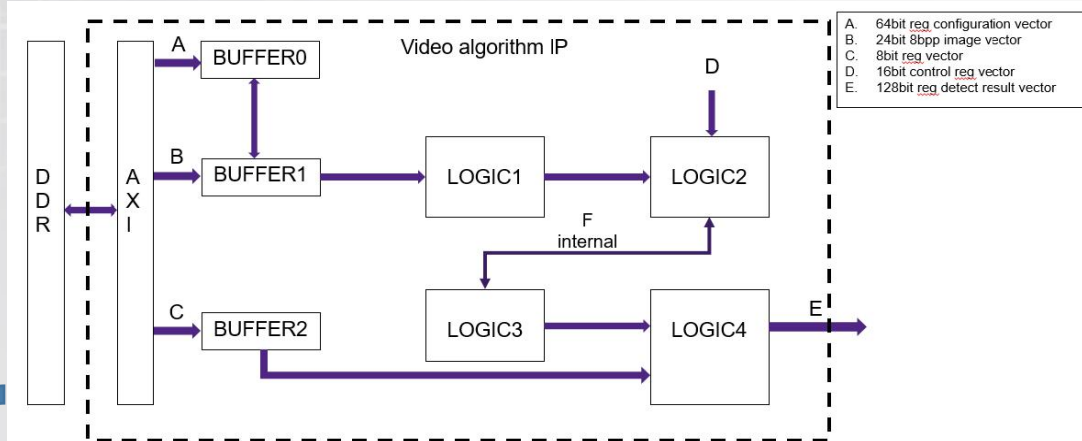 Video algorithm IP
A. 64bit reg configuration vector
B. 24bit 8bpp image vector
C. 8bit reg vector
D. 16bit control reg vector
E. 128bit reg detect result vector
A
BUFFER0
D
B
BUFFER1
LOGIC1
LOGIC2
D
D
R
A
X
I
F
internal
C
BUFFER2
LOGIC3
LOGIC4
E